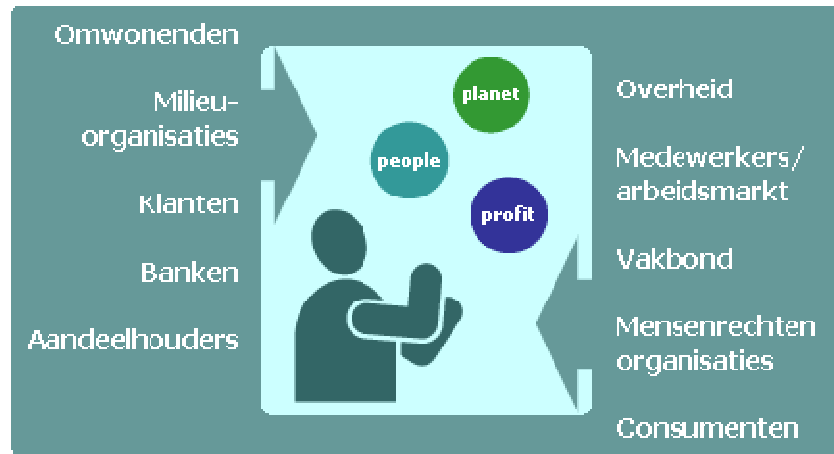 Omwonenden
Milieu-
organisaties
Klanten
Banken
Aandeelhouders
planet
people
profit
Overheid
Medewerkers/
arbeidsmarkt
Vakbond
Mensenrechten
organisaties
Consumenten